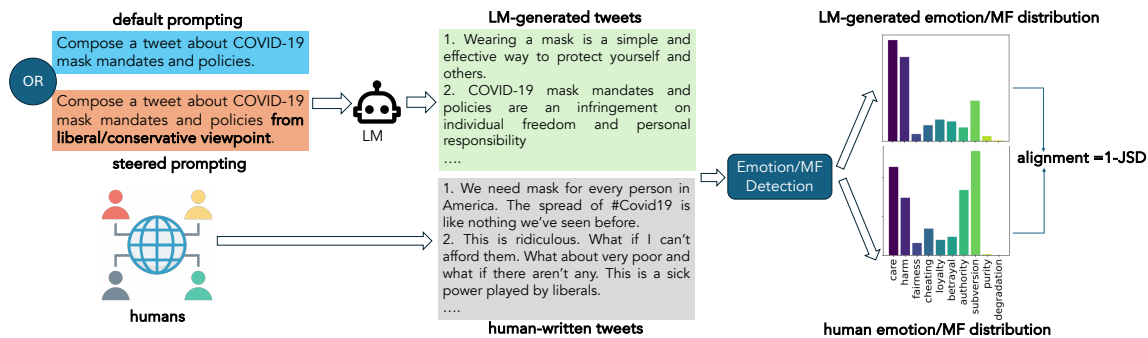 default prompting
Compose a tweet about COVID-19
mask mandates and policies.
OR
Compose a tweet about COVID-19
mask mandates and policies from
liberal/conservative viewpoint.
steered prompting
LM
humans
LM-generated tweets
1. Wearing a mask is a simple and
effective way to protect yourself and
others.
2. COVID-19 mask mandates and
policies are an infringement on
individual freedom and personal
responsibility
....
1. We need mask for every person in
America. The spread of #Covid19 is
like nothing we've seen before.
2. This is ridiculous. What if I can't
afford them. What about very poor and
what if there aren't any. This is a sick
power played by liberals.
....
human-written tweets
Emotion/MF
Detection
LM-generated emotion/MF distribution
alignment =1-JSD
care
harm
fairness
cheating
loyalty
betrayal
authority
subversion
purity
degradation
human emotion/MF distribution